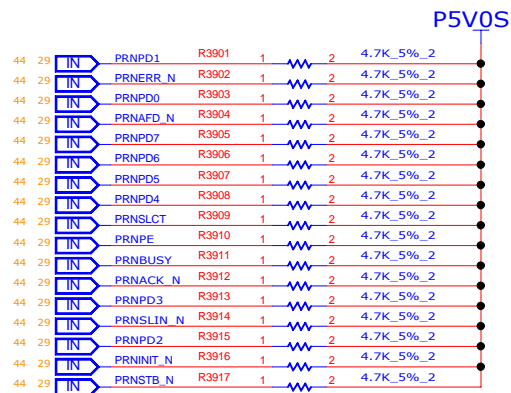 P5V0S
44 29 IN PRNPD1 R3901 1 2 4.7K_5%_2
44 29 IN PRNERR_N R3902 1 2 4.7K_5%_2
44 29 IN PRNPD0 R3903 1 2 4.7K_5%_2
44 29 IN PRNAFD_N R3904 1 2 4.7K_5%_2
44 29 IN PRNPD7 R3905 1 2 4.7K_5%_2
44 29 IN PRNPD6 R3906 1 2 4.7K_5%_2
44 29 IN PRNPD5 R3907 1 2 4.7K_5%_2
44 29 IN PRNPD4 R3908 1 2 4.7K_5%_2
44 29 IN PRNSLCT R3909 1 2 4.7K_5%_2
44 29 IN PRNPE R3910 1 2 4.7K_5%_2
44 29 IN PRNBUSY R3911 1 2 4.7K_5%_2
44 29 IN PRNACK_N R3912 1 2 4.7K_5%_2
44 29 IN PRNPD3 R3913 1 2 4.7K_5%_2
44 29 IN PRNSLIN_N R3914 1 2 4.7K_5%_2
44 29 IN PRNPD2 R3915 1 2 4.7K_5%_2
44 29 IN PRNINIT_N R3916 1 2 4.7K_5%_2
44 29 IN PRNSTB_N R3917 1 2 4.7K_5%_2